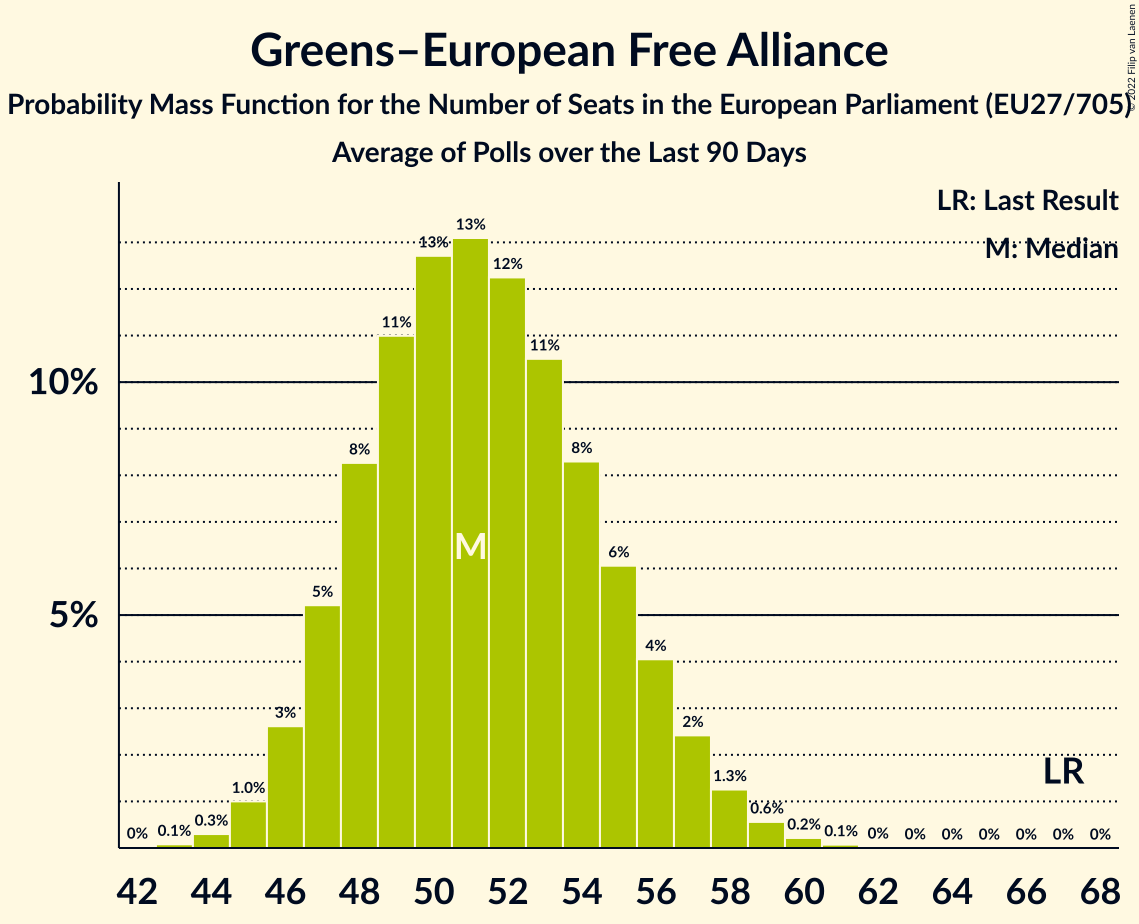 Greens–European Free Alliance
Probability Mass Function for the Number of Seats in the European Parliament (EU27/705)
Average of Polls over the Last 90 Days
© 2022 Filip van Laenen
LR: Last Result
M: Median
13%
13%
12%
11%
11%
10%
8%
8%
M
6%
5%
5%
4%
3%
2%
LR
1.3%
1.0%
0.6%
0.3%
0.2%
0% 0.1% 0.1% 0% 0% 0% 0% 0% 0% 0%
42 44 46 48 50 52 54 56 58 60 62 64 66 68